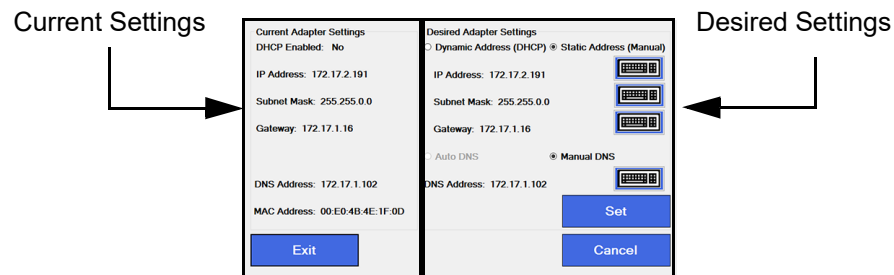 Current Settings
Desired Settings
Current Adapter Settings
DHCP Enabled: No
IP Address: 172.17.2.191
Subnet Mask: 255.255.0.0
Gateway: 172.17.1.16
DNS Address: 172.17.1.102
MAC Address: 00:E0:4B:4E:1F:0D
Exit
Desired Adapter Settings
Dynamic Address (DHCP) Static Address (Manual)
IP Address: 172.17.2.191
Subnet Mask: 255.255.0.0
Gateway: 172.17.1.16
Auto DNS Manual DNS
DNS Address: 172.17.1.102
Set
Cancel